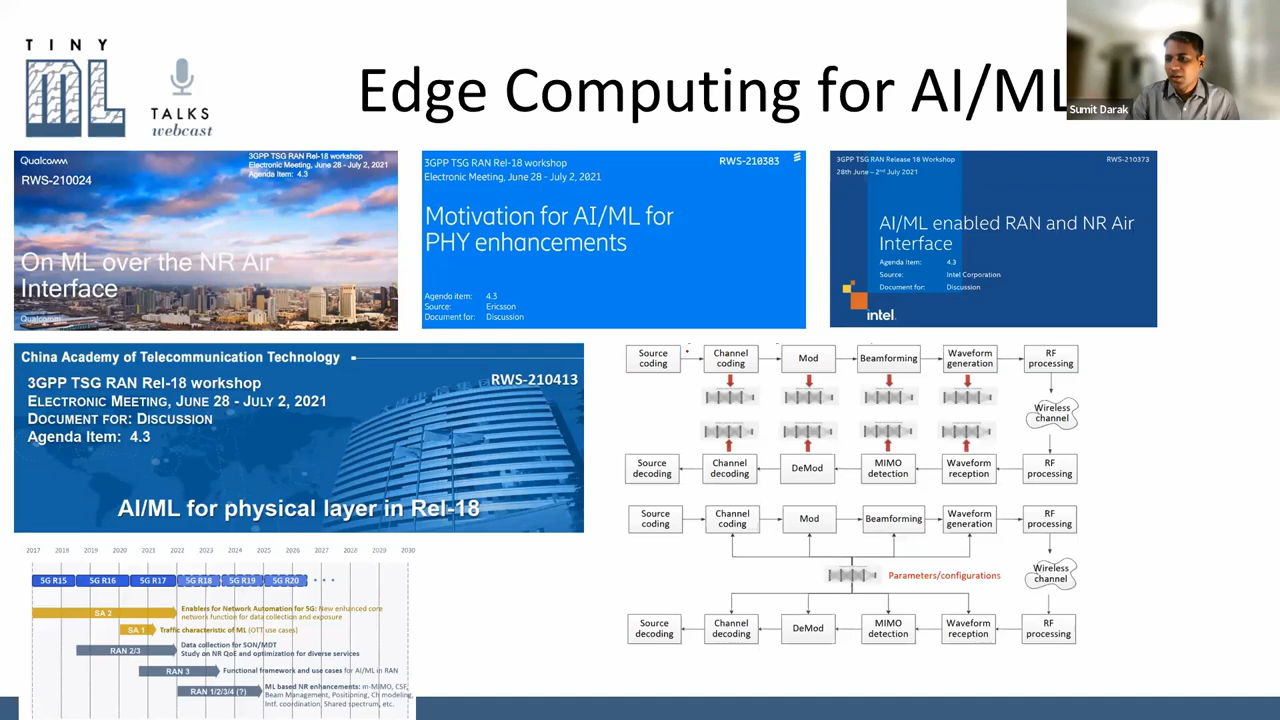 TINY
ML
TALKS
webcast
Edge Computing for AI/ML
Sumit Darak
Qualcomm
RWS-210024
3GPP TSG RAN Rel-18 workshop
Electronic Meeting, June 28 - July 2, 2021
Agenda Item: 4.3
On ML over the NR Air
Interface
Qualcomm
3GPP TSG RAN Rel-18 workshop
Electronic Meeting, June 28 - July 2, 2021
RWS-210383
Motivation for AI/ML for
PHY enhancements
Agenda item: 4.3
Source: Ericsson
Document for: Discussion
3GPP TSG RAN Release 18 Workshop
28th June – 2nd July 2021
RWS-210373
AI/ML enabled RAN and NR Air
Interface
Agenda Item: 4.3
Source: Intel Corporation
Document for: Discussion
intel.
China Academy of Telecommunication Technology
RWS-210413
3GPP TSG RAN Rel-18 workshop
Electronic Meeting, June 28 - July 2, 2021
Document for: Discussion
Agenda Item: 4.3
AI/ML for physical layer in Rel-18
Source coding
Channel coding
Mod
Beamforming
Waveform generation
RF processing
Wireless channel
Source decoding
Channel decoding
DeMod
MIMO detection
Waveform reception
RF processing
Source coding
Channel coding
Mod
Beamforming
Waveform generation
RF processing
Parameters/configurations
Wireless channel
Source decoding
Channel decoding
DeMod
MIMO detection
Waveform reception
RF processing
2017 2018 2019 2020 2021 2022 2023 2024 2025 2026 2027 2028 2029 2030
5G R15 5G R16 5G R17 5G R18 5G R19 5G R20
SA 2
Enablers for Network Automation for 5G: New enhanced core
network function for data collection and exposure
SA 1
Traffic characteristic of ML (OTT use cases)
RAN 2/3
Data collection for SON/MDT
Study on NR QoE and optimization for diverse services
RAN 3
Functional framework and use cases for AI/ML in RAN
RAN 1/2/3/4 (?)
ML based NR enhancements: m-MIMO, CSF,
Beam Management, Positioning, Ch modeling,
Intf. coordination, Shared spectrum, etc.